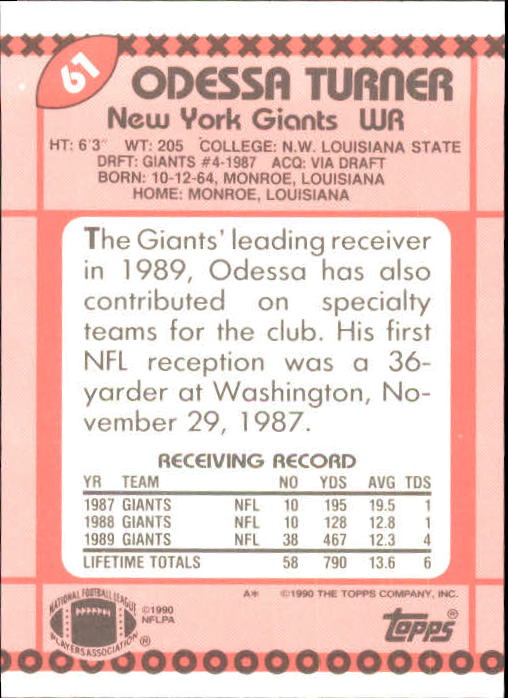 61
ODESSA TURNER
New York Giants WR
HT: 6'3" WT: 205 COLLEGE: N.W. LOUISIANA STATE
DRFT: GIANTS #4-1987 ACQ: VIA DRAFT
BORN: 10-12-64, MONROE, LOUISIANA
HOME: MONROE, LOUISIANA
The Giants' leading receiver
in 1989, Odessa has also
contributed on specialty
teams for the club. His first
NFL reception was a 36-
yarder at Washington, No-
vember 29, 1987.
RECEIVING RECORD
YR TEAM NO YDS AVG TDS
1987 GIANTS NFL 10 195 19.5 1
1988 GIANTS NFL 10 128 12.8 1
1989 GIANTS NFL 38 467 12.3 4
LIFETIME TOTALS 58 790 13.6 6
A* ©1990 THE TOPPS COMPANY, INC.
NATIONAL FOOTBALL LEAGUE
PLAYERS ASSOCIATION ®
©1990
NFLPA
topps®